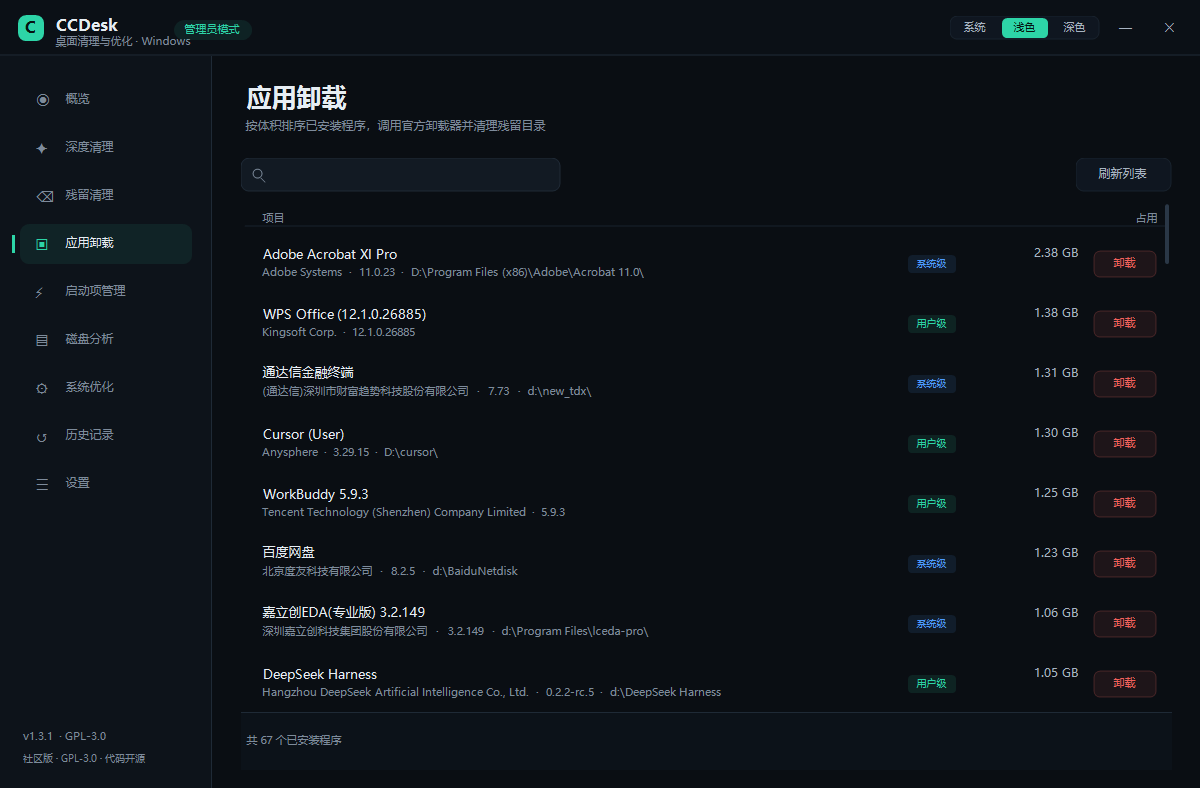 C
CCDesk
桌面清理与优化 · Windows
管理员模式
系统
浅色
深色
概览
深度清理
残留清理
应用卸载
启动项管理
磁盘分析
系统优化
历史记录
设置
v1.3.1 · GPL-3.0
社区版 · GPL-3.0 · 代码开源
应用卸载
按体积排序已安装程序，调用官方卸载器并清理残留目录
刷新列表
项目
占用
Adobe Acrobat XI Pro
Adobe Systems · 11.0.23 · D:\Program Files (x86)\Adobe\Acrobat 11.0\
系统级
2.38 GB
卸载
WPS Office (12.1.0.26885)
Kingsoft Corp. · 12.1.0.26885
用户级
1.38 GB
卸载
通达信金融终端
(通达信)深圳市财富趋势科技股份有限公司 · 7.73 · d:\new_tdx\
系统级
1.31 GB
卸载
Cursor (User)
Anysphere · 3.29.15 · D:\cursor\
用户级
1.30 GB
卸载
WorkBuddy 5.9.3
Tencent Technology (Shenzhen) Company Limited · 5.9.3
用户级
1.25 GB
卸载
百度网盘
北京度友科技有限公司 · 8.2.5 · d:\BaiduNetdisk
系统级
1.23 GB
卸载
嘉立创EDA(专业版) 3.2.149
深圳嘉立创科技集团股份有限公司 · 3.2.149 · d:\Program Files\lceda-pro\
系统级
1.06 GB
卸载
DeepSeek Harness
Hangzhou DeepSeek Artificial Intelligence Co., Ltd. · 0.2.2-rc.5 · d:\DeepSeek Harness
用户级
1.05 GB
卸载
共 67 个已安装程序